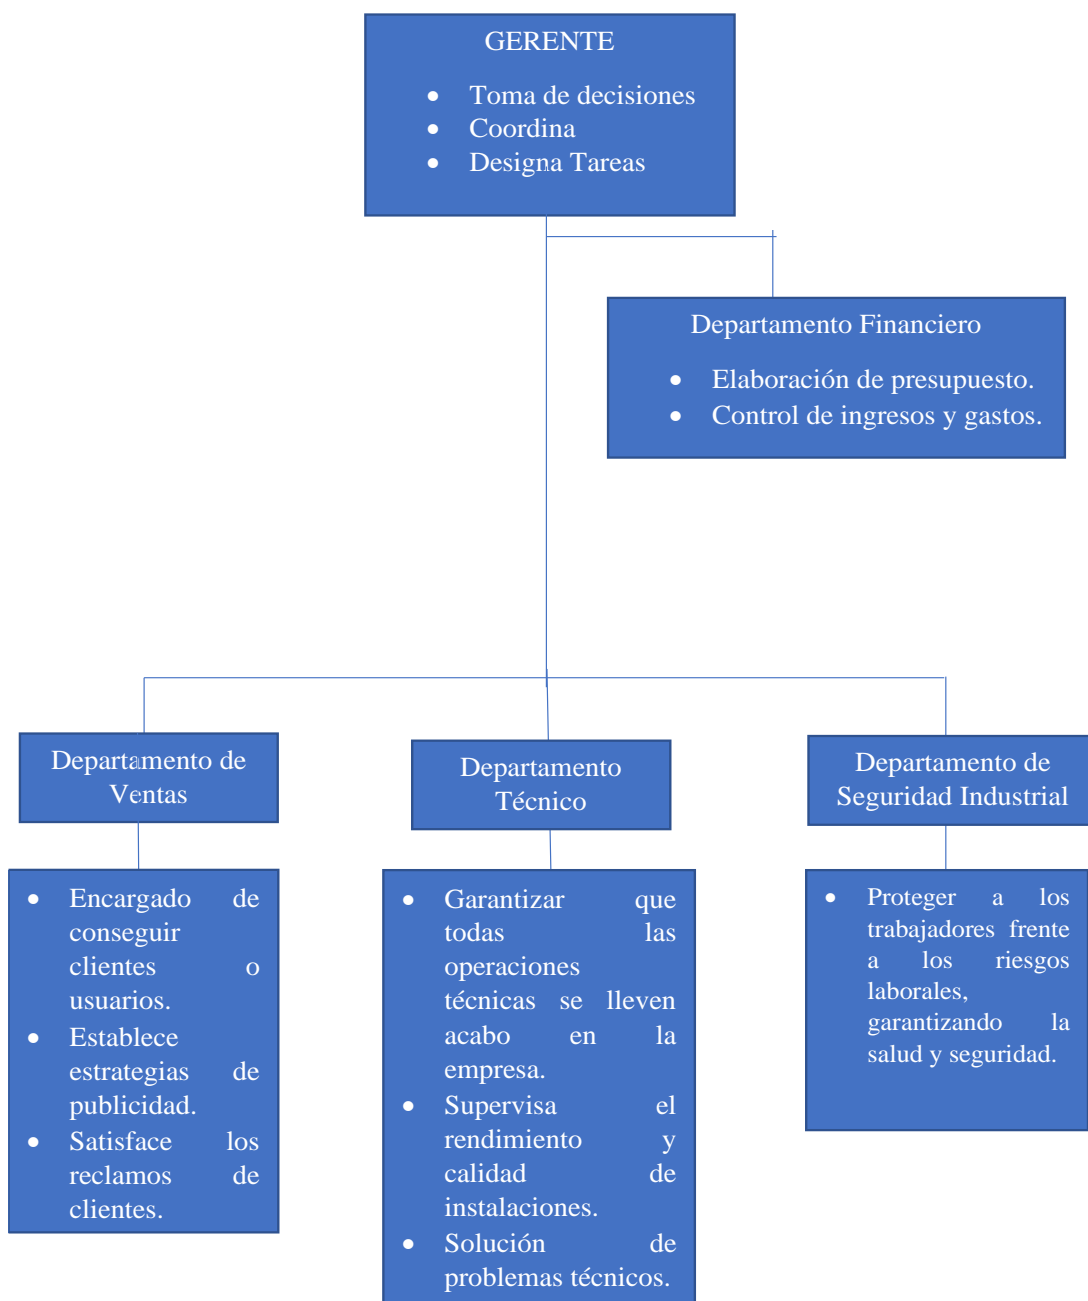 GERENTE
• Toma de decisiones
• Coordina
• Designa Tareas
Departamento Financiero
• Elaboración de presupuesto.
• Control de ingresos y gastos.
Departamento de
Ventas
Departamento
Técnico
Departamento de
Seguridad Industrial
• Encargado de
conseguir
clientes o
usuarios.
• Establece
estrategias de
publicidad.
• Satisface los
reclamos de
clientes.
• Garantizar que
todas las
operaciones
técnicas se lleven
acabo en la
empresa.
• Supervisa el
rendimiento y
calidad de
instalaciones.
• Solución de
problemas técnicos.
• Proteger a los
trabajadores frente
a los riesgos
laborales,
garantizando la
salud y seguridad.